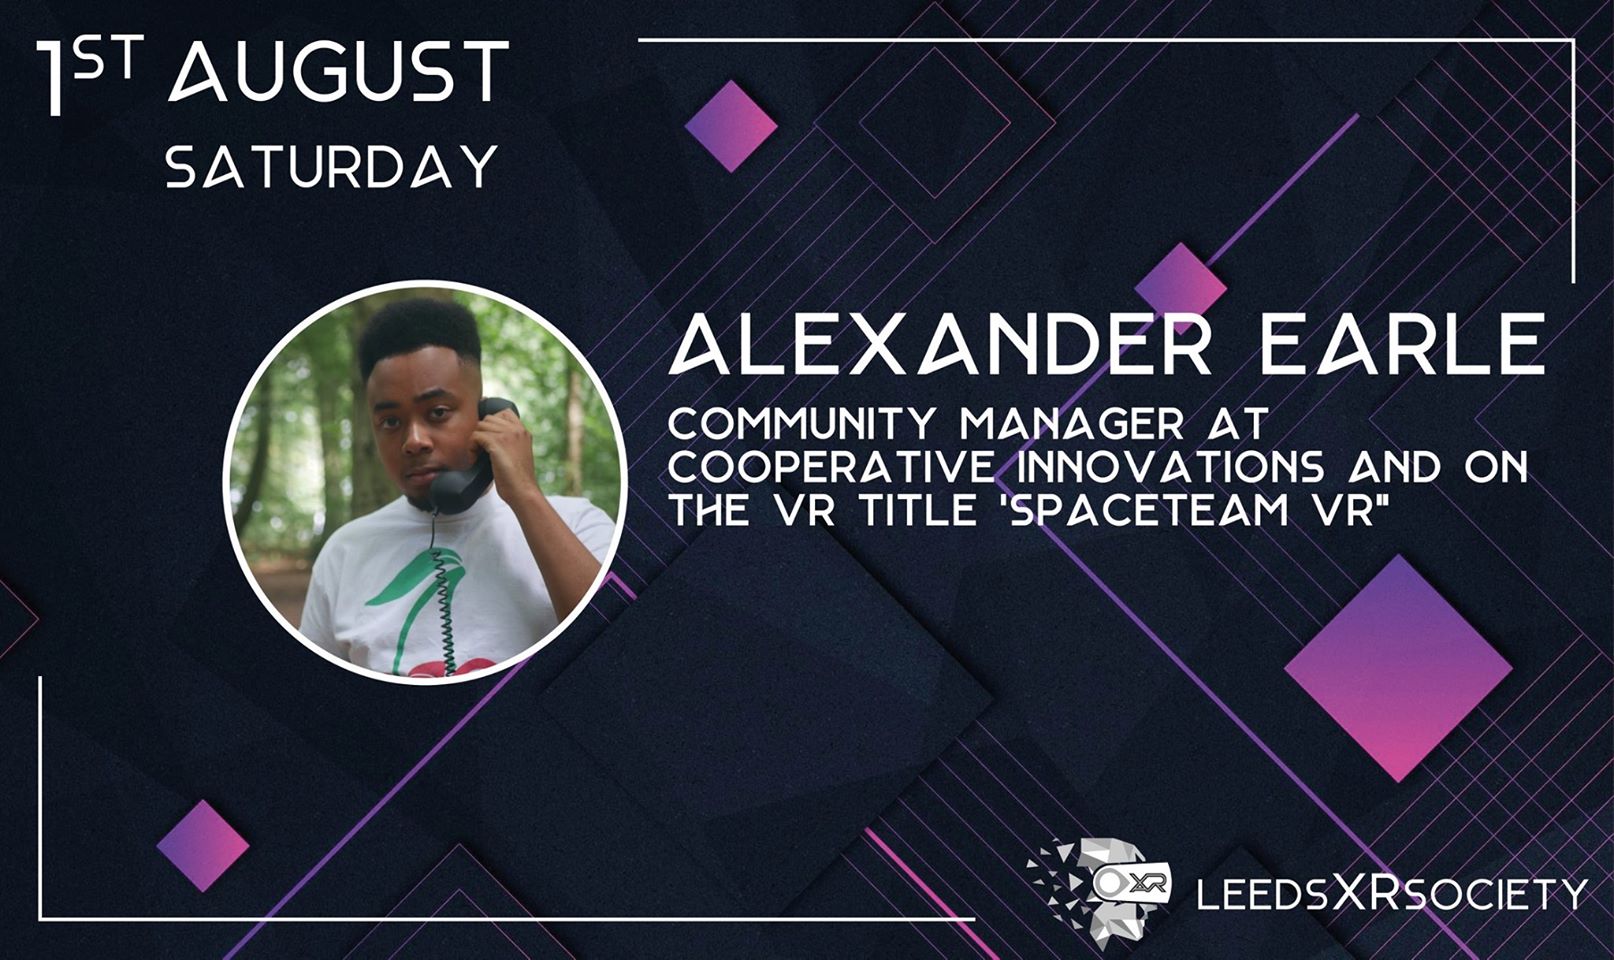 1ST AUGUST
SATURDAY
ALEXANDER EARLE
COMMUNITY MANAGER AT
COOPERATIVE INNOVATIONS AND ON
THE VR TITLE 'SPACETEAM VR"
XR
LEEDSXRSOCIETY